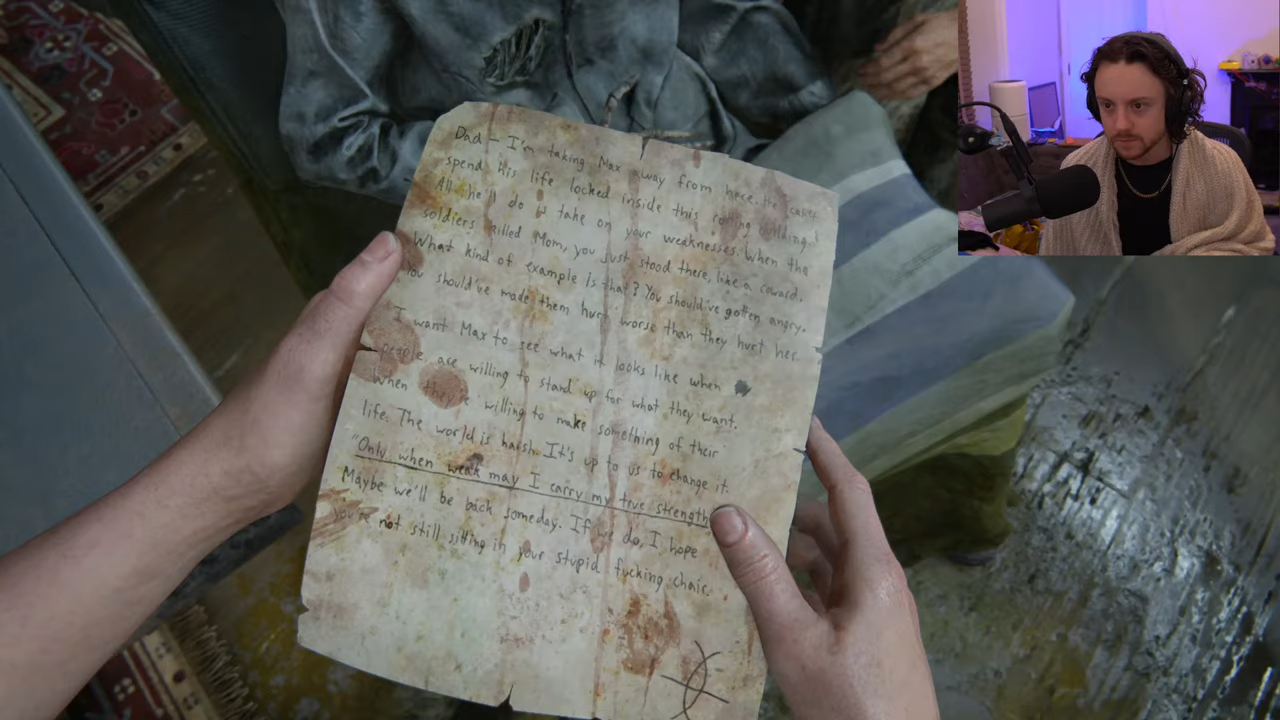 Dad — I'm taking Max away from here. He can't
spend his life locked inside this rotting building.
All he'll do is take on your weaknesses. When the
soldiers killed Mom, you just stood there, like a coward.
What kind of example is that? You should've gotten angry.
You should've made them hurt worse than they hurt her.
I want Max to see what it looks like when
people are willing to stand up for what they want.
When they're willing to make something of their
life. The world is harsh. It's up to us to change it.
"Only when weak may I carry my true strength
Maybe we'll be back someday. If we do, I hope
you're not still sitting in your stupid fucking chair.